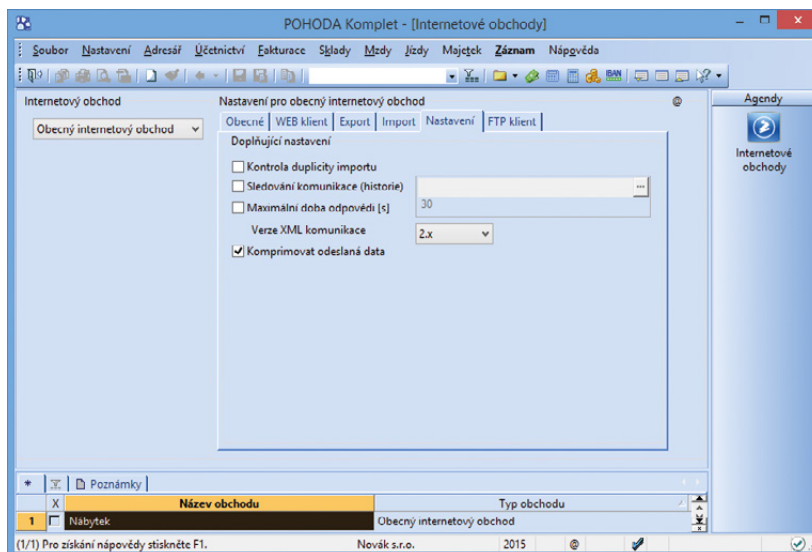 POHODA Komplet - [Internetové obchody]
Soubor Nastavení Adresář Účetnictví Fakturace Sklady Mzdy Jízdy Majetek Záznam Nápověda
IBAN
Internetový obchod
Obecný internetový obchod
Nastavení pro obecný internetový obchod @
Obecné WEB klient Export Import Nastavení FTP klient
Doplňující nastavení
Kontrola duplicity importu
Sledování komunikace (historie) ...
Maximální doba odpovědi [s] 30
Verze XML komunikace 2.x
Komprimovat odeslaná data
Agendy
Internetové
obchody
* Poznámky
X Název obchodu Typ obchodu
1 Nábytek Obecný internetový obchod
(1/1) Pro získání nápovědy stiskněte F1. Novák s.r.o. 2015 @